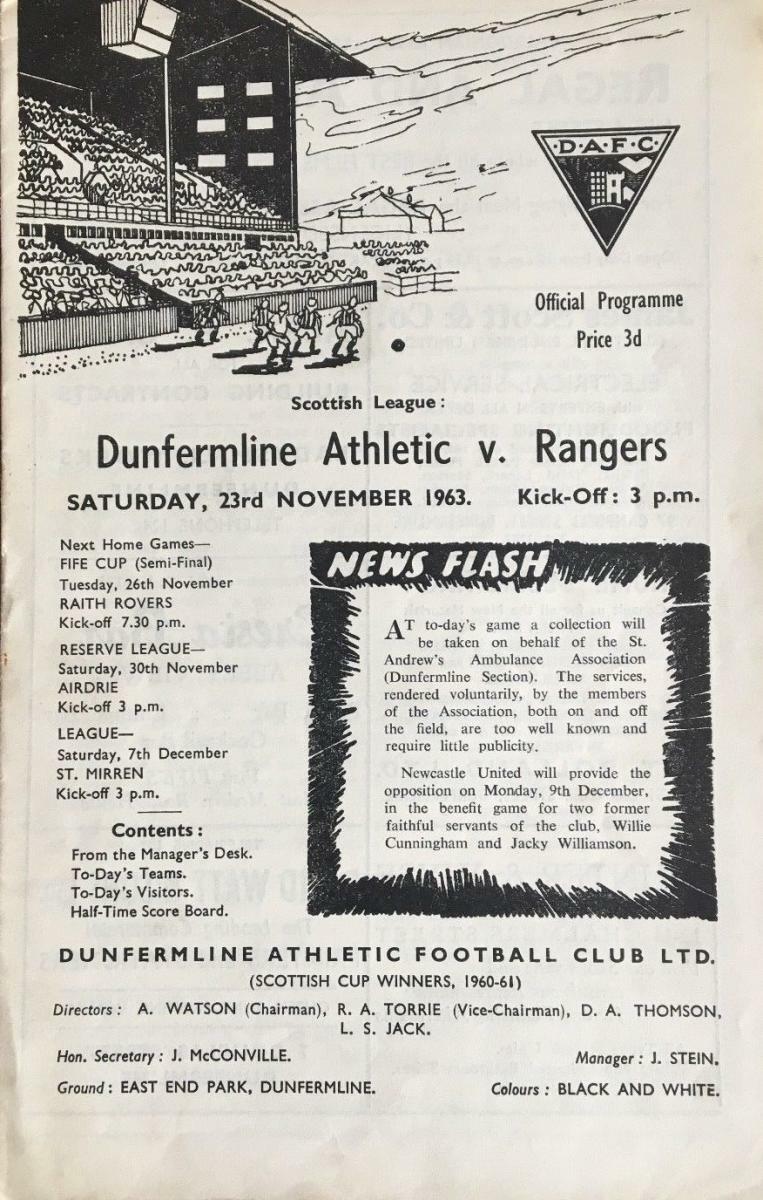 D·A·F·C
Official Programme
Price 3d
Scottish League:
Dunfermline Athletic v. Rangers
SATURDAY, 23rd NOVEMBER 1963. Kick-Off: 3 p.m.
Next Home Games—
FIFE CUP (Semi-Final)
Tuesday, 26th November
RAITH ROVERS
Kick-off 7.30 p.m.
RESERVE LEAGUE—
Saturday, 30th November
AIRDRIE
Kick-off 3 p.m.
LEAGUE—
Saturday, 7th December
ST. MIRREN
Kick-off 3 p.m.
Contents:
From the Manager's Desk.
To-Day's Teams.
To-Day's Visitors.
Half-Time Score Board.
NEWS FLASH
AT to-day's game a collection will
be taken on behalf of the St.
Andrew's Ambulance Association
(Dunfermline Section). The services,
rendered voluntarily, by the members
of the Association, both on and off
the field, are too well known and
require little publicity.
Newcastle United will provide the
opposition on Monday, 9th December,
in the benefit game for two former
faithful servants of the club, Willie
Cunningham and Jacky Williamson.
DUNFERMLINE ATHLETIC FOOTBALL CLUB LTD.
(SCOTTISH CUP WINNERS, 1960-61)
Directors: A. WATSON (Chairman), R. A. TORRIE (Vice-Chairman), D. A. THOMSON,
L. S. JACK.
Hon. Secretary: J. McCONVILLE. Manager: J. STEIN.
Ground: EAST END PARK, DUNFERMLINE. Colours: BLACK AND WHITE.